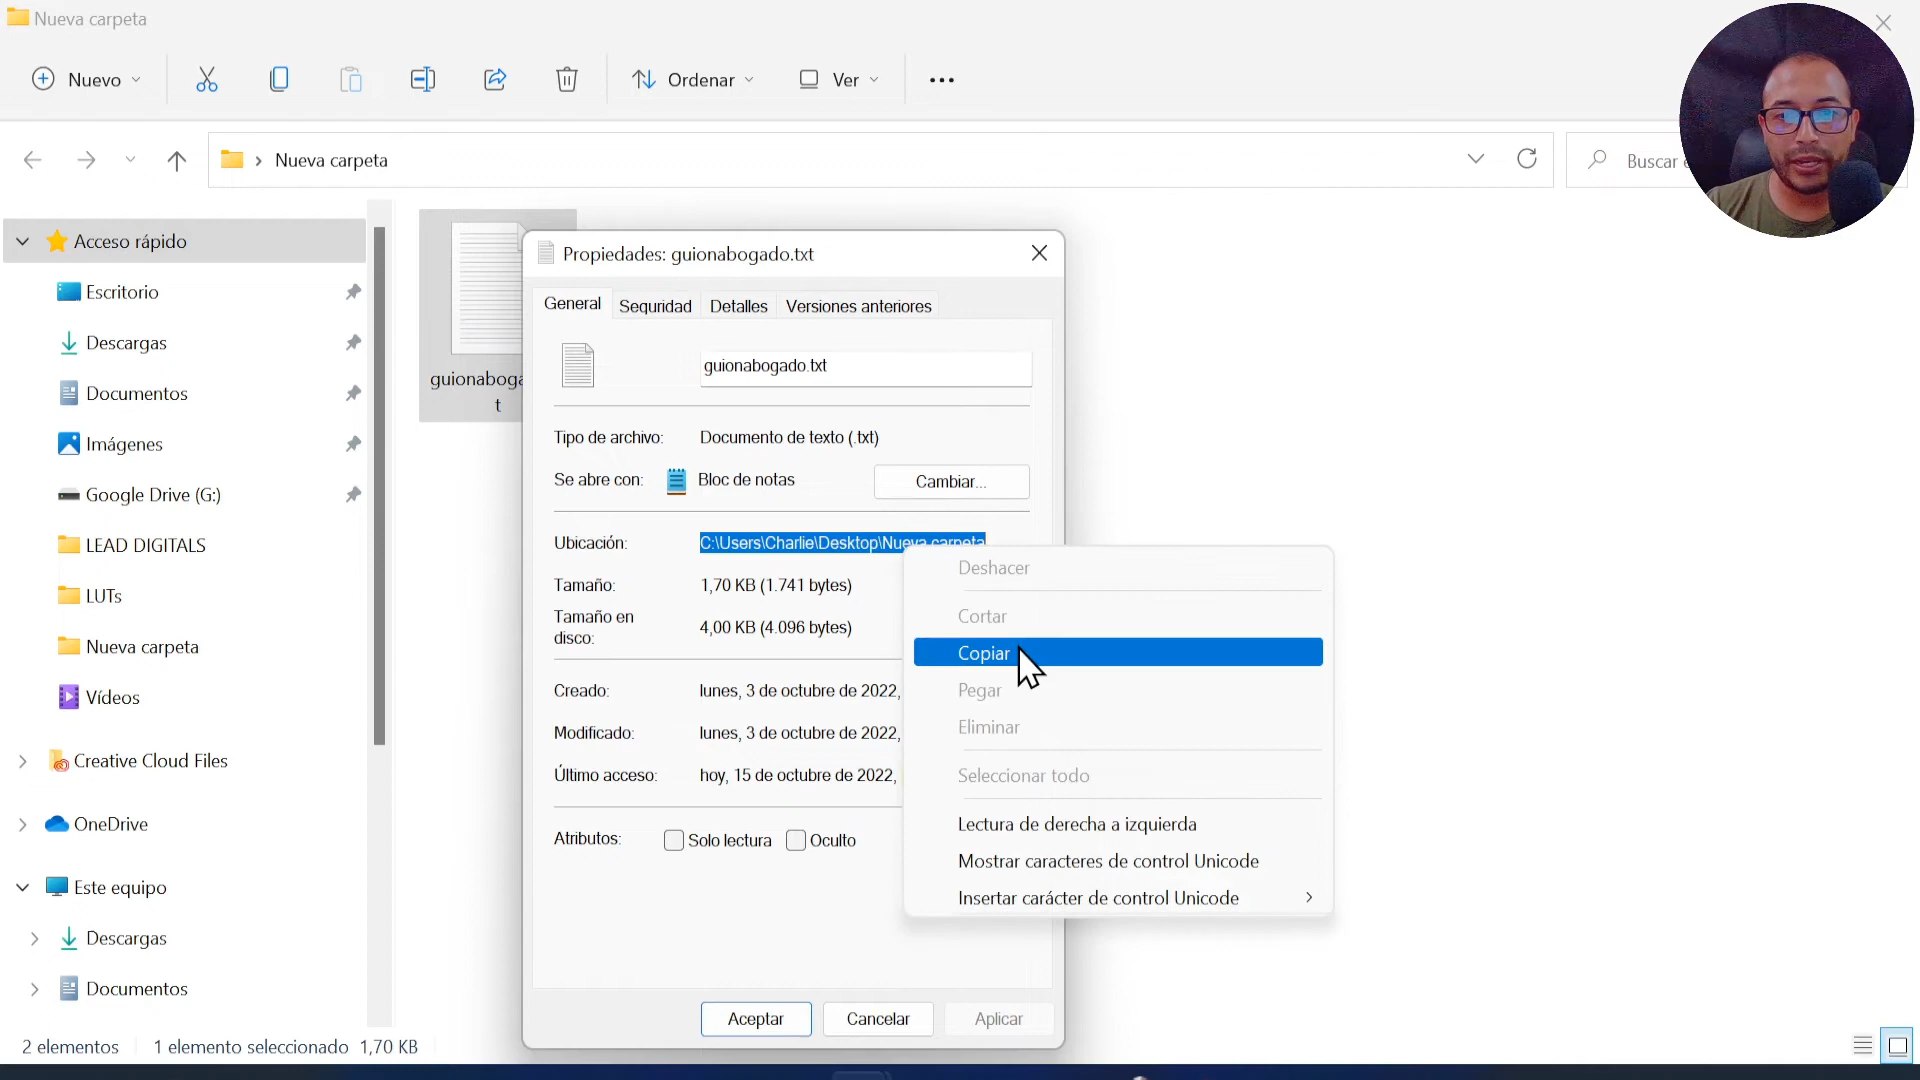 Nueva carpeta
Nuevo
Ordenar
Ver
Nueva carpeta
Buscar
Acceso rápido
Escritorio
Descargas
Documentos
Imágenes
Google Drive (G:)
LEAD DIGITALS
LUTs
Nueva carpeta
Vídeos
Creative Cloud Files
OneDrive
Este equipo
Descargas
Documentos
guionaboga
t
Propiedades: guionabogado.txt
General
Seguridad
Detalles
Versiones anteriores
guionabogado.txt
Tipo de archivo: Documento de texto (.txt)
Se abre con: Bloc de notas
Cambiar...
Ubicación: C:\Users\Charlie\Desktop\Nueva carpeta
Tamaño: 1,70 KB (1.741 bytes)
Tamaño en
disco:
4,00 KB (4.096 bytes)
Creado: lunes, 3 de octubre de 2022,
Modificado: lunes, 3 de octubre de 2022,
Último acceso: hoy, 15 de octubre de 2022,
Atributos: Solo lectura Oculto
Aceptar
Cancelar
Aplicar
Deshacer
Cortar
Copiar
Pegar
Eliminar
Seleccionar todo
Lectura de derecha a izquierda
Mostrar caracteres de control Unicode
Insertar carácter de control Unicode
2 elementos
1 elemento seleccionado 1,70 KB